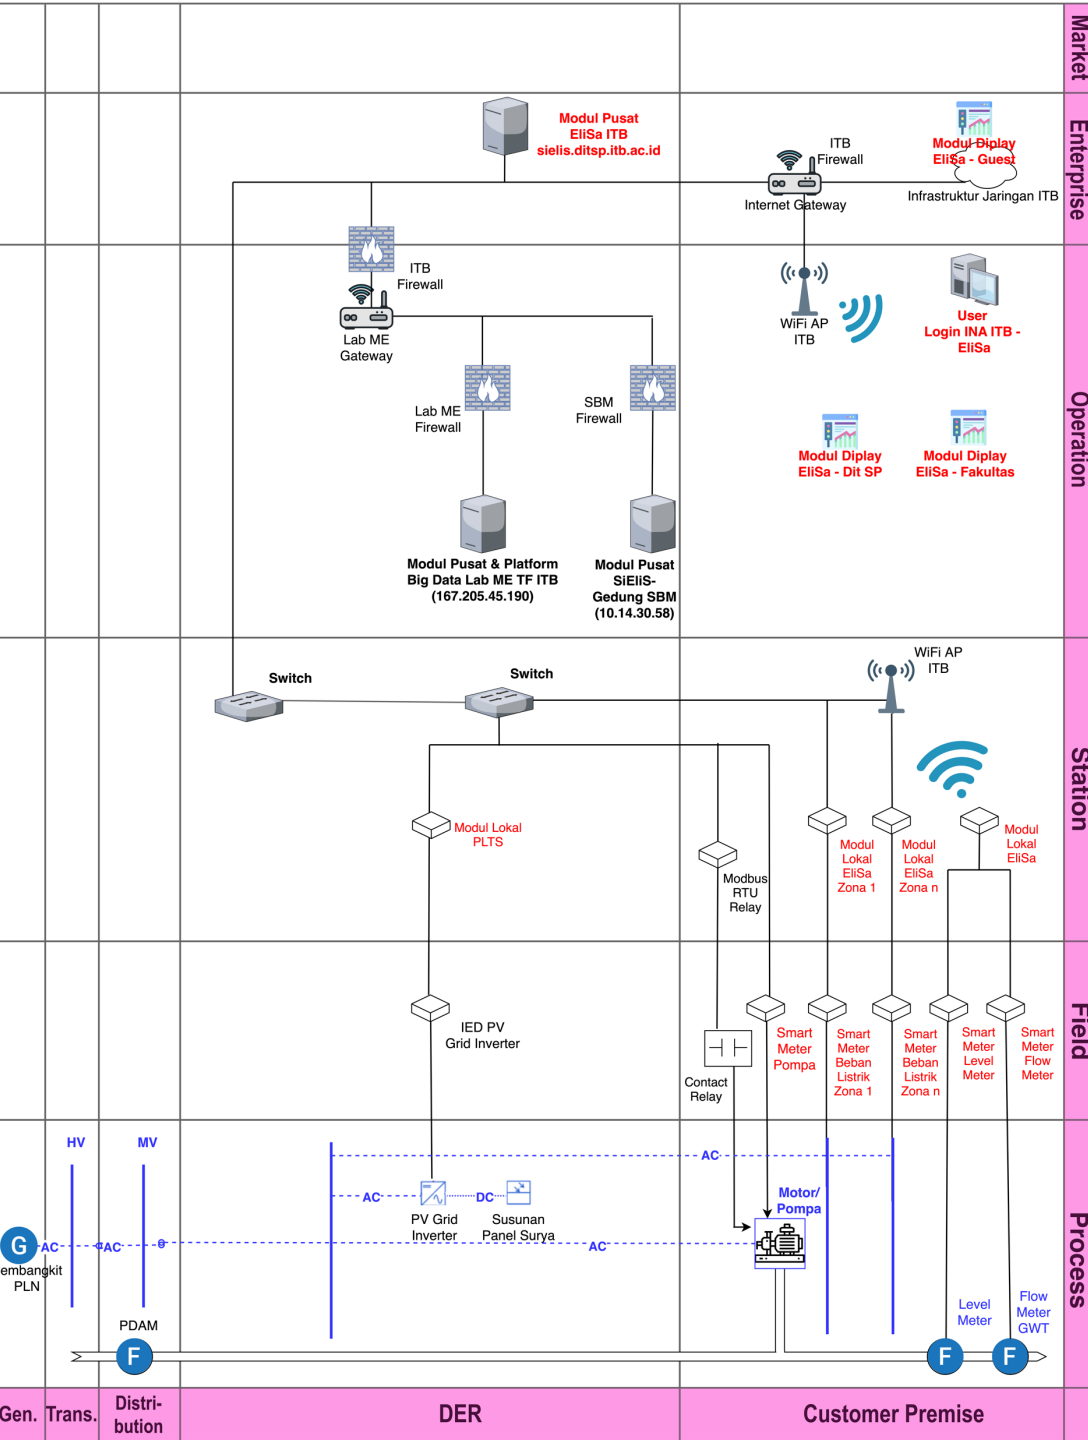 Market
Modul Pusat
EliSa ITB
sielis.ditsp.itb.ac.id
ITB
Firewall
Internet Gateway
Modul Diplay
EliSa - Guest
Infrastruktur Jaringan ITB
Enterprise
ITB
Firewall
Lab ME
Gateway
Lab ME
Firewall
SBM
Firewall
Modul Pusat & Platform
Big Data Lab ME TF ITB
(167.205.45.190)
Modul Pusat
SiEliS-
Gedung SBM
(10.14.30.58)
WiFi AP
ITB
User
Login INA ITB -
EliSa
Modul Diplay
EliSa - Dit SP
Modul Diplay
EliSa - Fakultas
Operation
Switch
Switch
WiFi AP
ITB
Modul Lokal
PLTS
Modbus
RTU
Relay
Modul
Lokal
EliSa
Zona 1
Modul
Lokal
EliSa
Zona n
Modul
Lokal
EliSa
Station
IED PV
Grid Inverter
Contact
Relay
Smart
Meter
Pompa
Smart
Meter
Beban
Listrik
Zona 1
Smart
Meter
Beban
Listrik
Zona n
Smart
Meter
Level
Meter
Smart
Meter
Flow
Meter
Field
HV
MV
AC
AC
DC
PV Grid
Inverter
Susunan
Panel Surya
Motor/
Pompa
G
AC
AC
AC
embangkit
PLN
PDAM
F
Level
Meter
F
Flow
Meter
GWT
F
Process
Gen.
Trans.
Distri-
bution
DER
Customer Premise